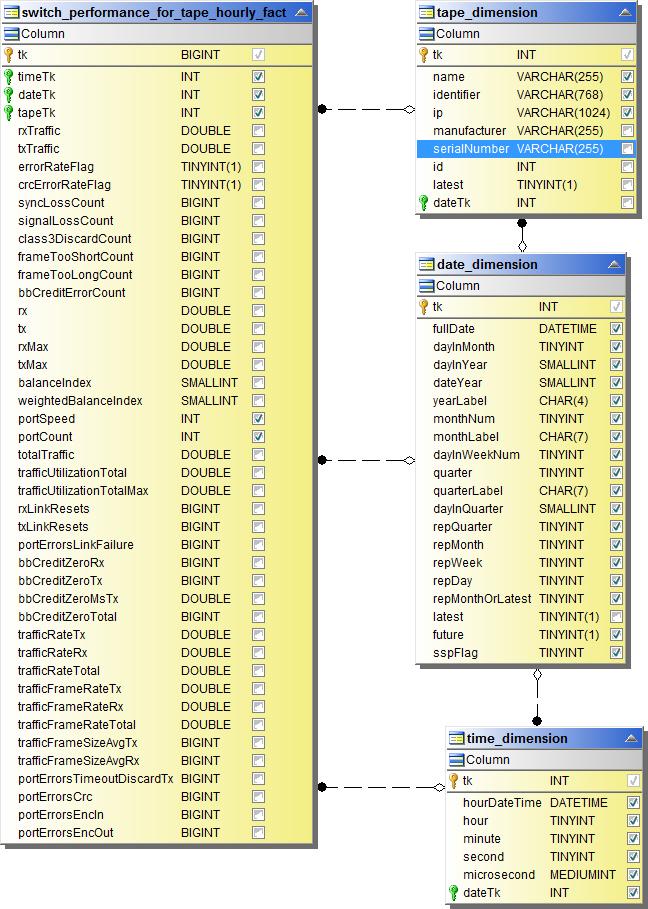 switch_performance_for_tape_hourly_fact
Column
tk BIGINT
timeTk INT
dateTk INT
tapeTk INT
rxTraffic DOUBLE
txTraffic DOUBLE
errorRateFlag TINYINT(1)
crcErrorRateFlag TINYINT(1)
syncLossCount BIGINT
signalLossCount BIGINT
class3DiscardCount BIGINT
frameTooShortCount BIGINT
frameTooLongCount BIGINT
bbCreditErrorCount BIGINT
rx DOUBLE
tx DOUBLE
rxMax DOUBLE
txMax DOUBLE
balanceIndex SMALLINT
weightedBalanceIndex SMALLINT
portSpeed INT
portCount INT
totalTraffic DOUBLE
trafficUtilizationTotal DOUBLE
trafficUtilizationTotalMax DOUBLE
rxLinkResets BIGINT
txLinkResets BIGINT
portErrorsLinkFailure BIGINT
bbCreditZeroRx BIGINT
bbCreditZeroTx BIGINT
bbCreditZeroMsTx DOUBLE
bbCreditZeroTotal BIGINT
trafficRateTx DOUBLE
trafficRateRx DOUBLE
trafficRateTotal DOUBLE
trafficFrameRateTx DOUBLE
trafficFrameRateRx DOUBLE
trafficFrameRateTotal DOUBLE
trafficFrameSizeAvgTx BIGINT
trafficFrameSizeAvgRx BIGINT
portErrorsTimeoutDiscardTx BIGINT
portErrorsCrc BIGINT
portErrorsEncIn BIGINT
portErrorsEncOut BIGINT
tape_dimension
Column
tk INT
name VARCHAR(255)
identifier VARCHAR(768)
ip VARCHAR(1024)
manufacturer VARCHAR(255)
serialNumber VARCHAR(255)
id INT
latest TINYINT(1)
dateTk INT
date_dimension
Column
tk INT
fullDate DATETIME
dayInMonth TINYINT
dayInYear SMALLINT
dateYear SMALLINT
yearLabel CHAR(4)
monthNum TINYINT
monthLabel CHAR(7)
dayInWeekNum TINYINT
quarter TINYINT
quarterLabel CHAR(7)
dayInQuarter SMALLINT
repQuarter TINYINT
repMonth TINYINT
repWeek TINYINT
repDay TINYINT
repMonthOrLatest TINYINT
latest TINYINT(1)
future TINYINT(1)
sspFlag TINYINT
time_dimension
Column
tk INT
hourDateTime DATETIME
hour TINYINT
minute TINYINT
second TINYINT
microsecond MEDIUMINT
dateTk INT